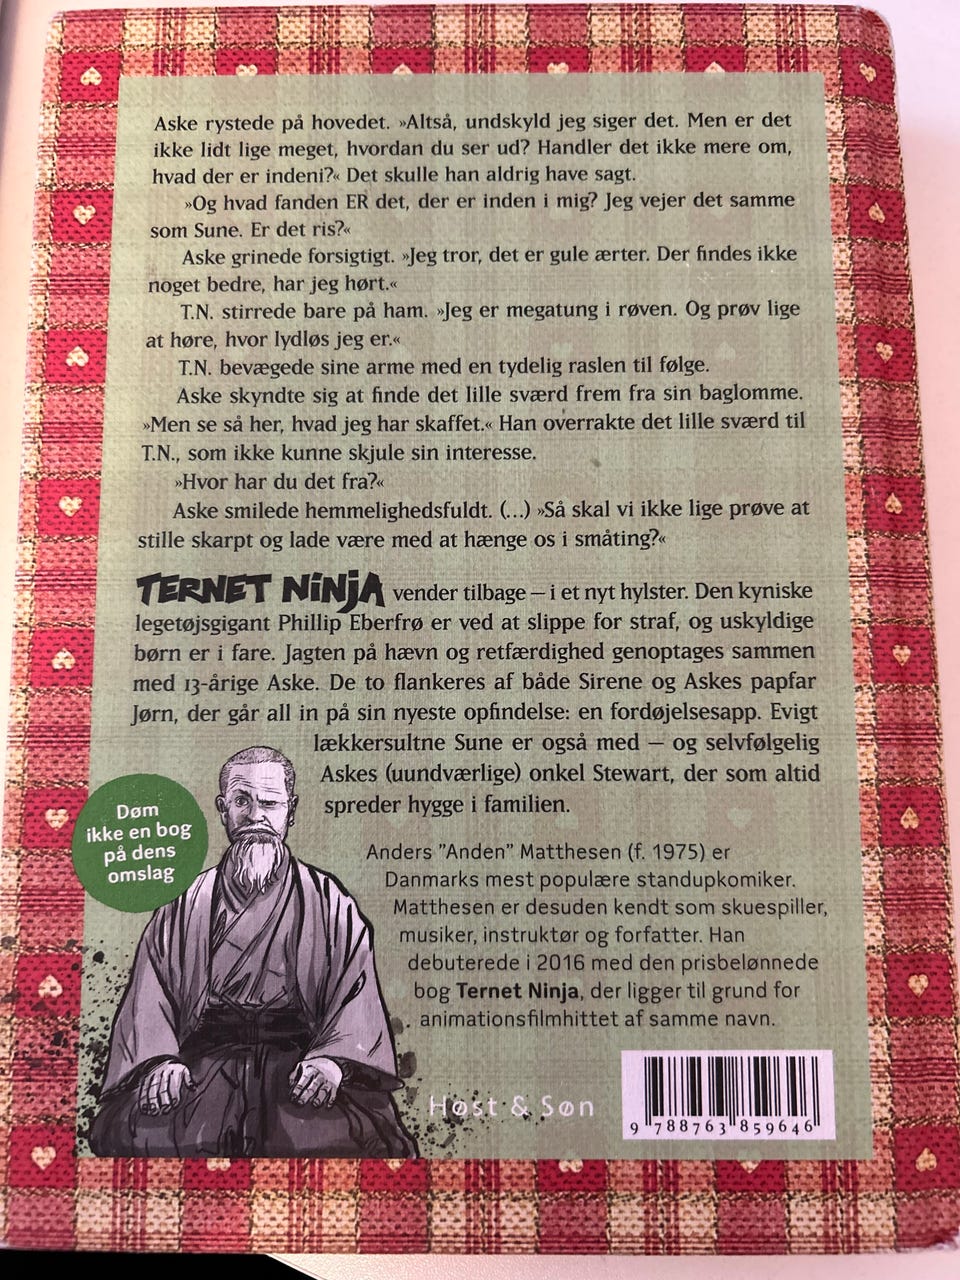 Aske rystede på hovedet. »Altså, undskyld jeg siger det. Men er det
ikke lidt lige meget, hvordan du ser ud? Handler det ikke mere om,
hvad der er indeni?« Det skulle han aldrig have sagt.
»Og hvad fanden ER det, der er inden i mig? Jeg vejer det samme
som Sune. Er det ris?«
Aske grinede forsigtigt. »Jeg tror, det er gule ærter. Der findes ikke
noget bedre, har jeg hørt.«
T.N. stirrede bare på ham. »Jeg er megatung i røven. Og prøv lige
at høre, hvor lydløs jeg er.«
T.N. bevægede sine arme med en tydelig raslen til følge.
Aske skyndte sig at finde det lille sværd frem fra sin baglomme.
»Men se så her, hvad jeg har skaffet.« Han overrakte det lille sværd til
T.N., som ikke kunne skjule sin interesse.
»Hvor har du det fra?«
Aske smilede hemmelighedsfuldt. (...) »Så skal vi ikke lige prøve at
stille skarpt og lade være med at hænge os i småting?«
TERNET NINJA vender tilbage – i et nyt hylster. Den kyniske
legetøjsgigant Phillip Eberfrø er ved at slippe for straf, og uskyldige
børn er i fare. Jagten på hævn og retfærdighed genoptages sammen
med 13-årige Aske. De to flankeres af både Sirene og Askes papfar
Jørn, der går all in på sin nyeste opfindelse: en fordøjelsesapp. Evigt
lækkersultne Sune er også med – og selvfølgelig
Askes (uundværlige) onkel Stewart, der som altid
spreder hygge i familien.
Døm
ikke en bog
på dens
omslag
Anders ”Anden” Matthesen (f. 1975) er
Danmarks mest populære standupkomiker.
Matthesen er desuden kendt som skuespiller,
musiker, instruktør og forfatter. Han
debuterede i 2016 med den prisbelønnede
bog Ternet Ninja, der ligger til grund for
animationsfilmhittet af samme navn.
Høst & Søn
9 788763 859646